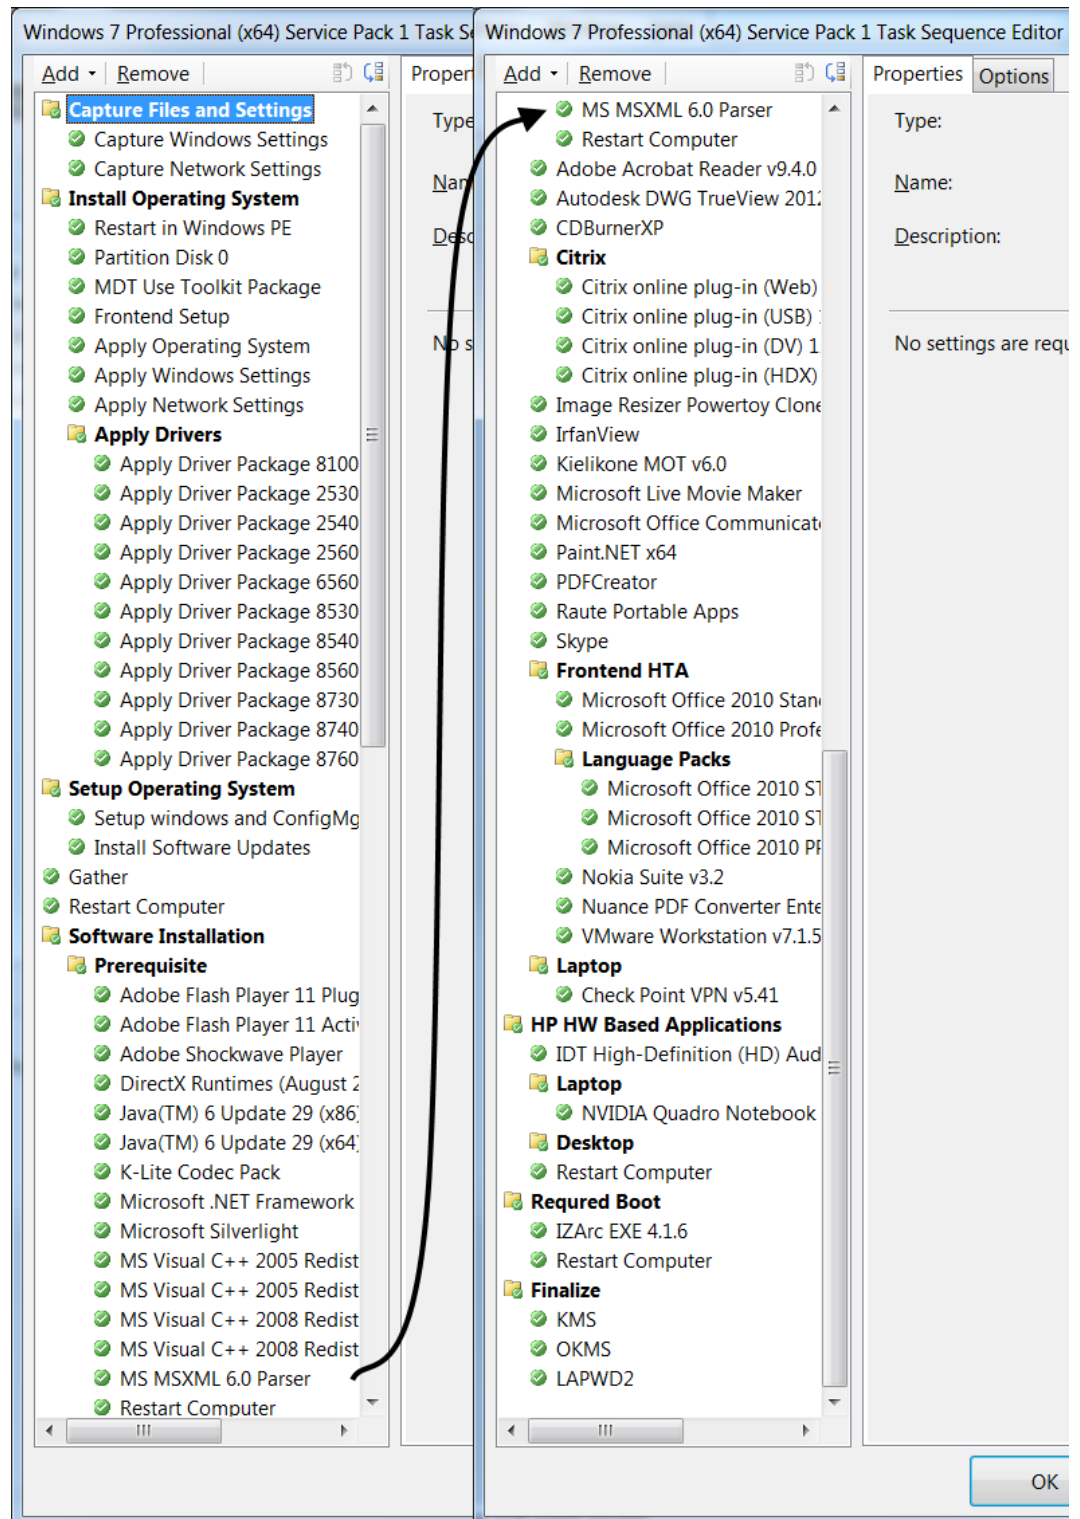 Windows 7 Professional (x64) Service Pack 1 Task Se
Add Remove
Proper
Capture Files and Settings
Capture Windows Settings
Capture Network Settings
Install Operating System
Restart in Windows PE
Partition Disk 0
MDT Use Toolkit Package
Frontend Setup
Apply Operating System
Apply Windows Settings
Apply Network Settings
Apply Drivers
Apply Driver Package 8100
Apply Driver Package 2530
Apply Driver Package 2540
Apply Driver Package 2560
Apply Driver Package 6560
Apply Driver Package 8530
Apply Driver Package 8540
Apply Driver Package 8560
Apply Driver Package 8730
Apply Driver Package 8740
Apply Driver Package 8760
Setup Operating System
Setup windows and ConfigMg
Install Software Updates
Gather
Restart Computer
Software Installation
Prerequisite
Adobe Flash Player 11 Plug
Adobe Flash Player 11 Activ
Adobe Shockwave Player
DirectX Runtimes (August 2
Java(TM) 6 Update 29 (x86)
Java(TM) 6 Update 29 (x64)
K-Lite Codec Pack
Microsoft .NET Framework
Microsoft Silverlight
MS Visual C++ 2005 Redist
MS Visual C++ 2005 Redist
MS Visual C++ 2008 Redist
MS Visual C++ 2008 Redist
MS MSXML 6.0 Parser
Restart Computer
Type
Nam
Desc
No s
Windows 7 Professional (x64) Service Pack 1 Task Sequence Editor
Add Remove
Properties Options
MS MSXML 6.0 Parser
Restart Computer
Adobe Acrobat Reader v9.4.0
Autodesk DWG TrueView 2012
CDBurnerXP
Citrix
Citrix online plug-in (Web)
Citrix online plug-in (USB)
Citrix online plug-in (DV) 1
Citrix online plug-in (HDX)
Image Resizer Powertoy Clone
IrfanView
Kielikone MOT v6.0
Microsoft Live Movie Maker
Microsoft Office Communicat
Paint.NET x64
PDFCreator
Raute Portable Apps
Skype
Frontend HTA
Microsoft Office 2010 Stan
Microsoft Office 2010 Profe
Language Packs
Microsoft Office 2010 ST
Microsoft Office 2010 ST
Microsoft Office 2010 PR
Nokia Suite v3.2
Nuance PDF Converter Ente
VMware Workstation v7.1.5
Laptop
Check Point VPN v5.41
HP HW Based Applications
IDT High-Definition (HD) Aud
Laptop
NVIDIA Quadro Notebook
Desktop
Restart Computer
Requred Boot
IZArc EXE 4.1.6
Restart Computer
Finalize
KMS
OKMS
LAPWD2
Type:
Name:
Description:
No settings are requ
OK